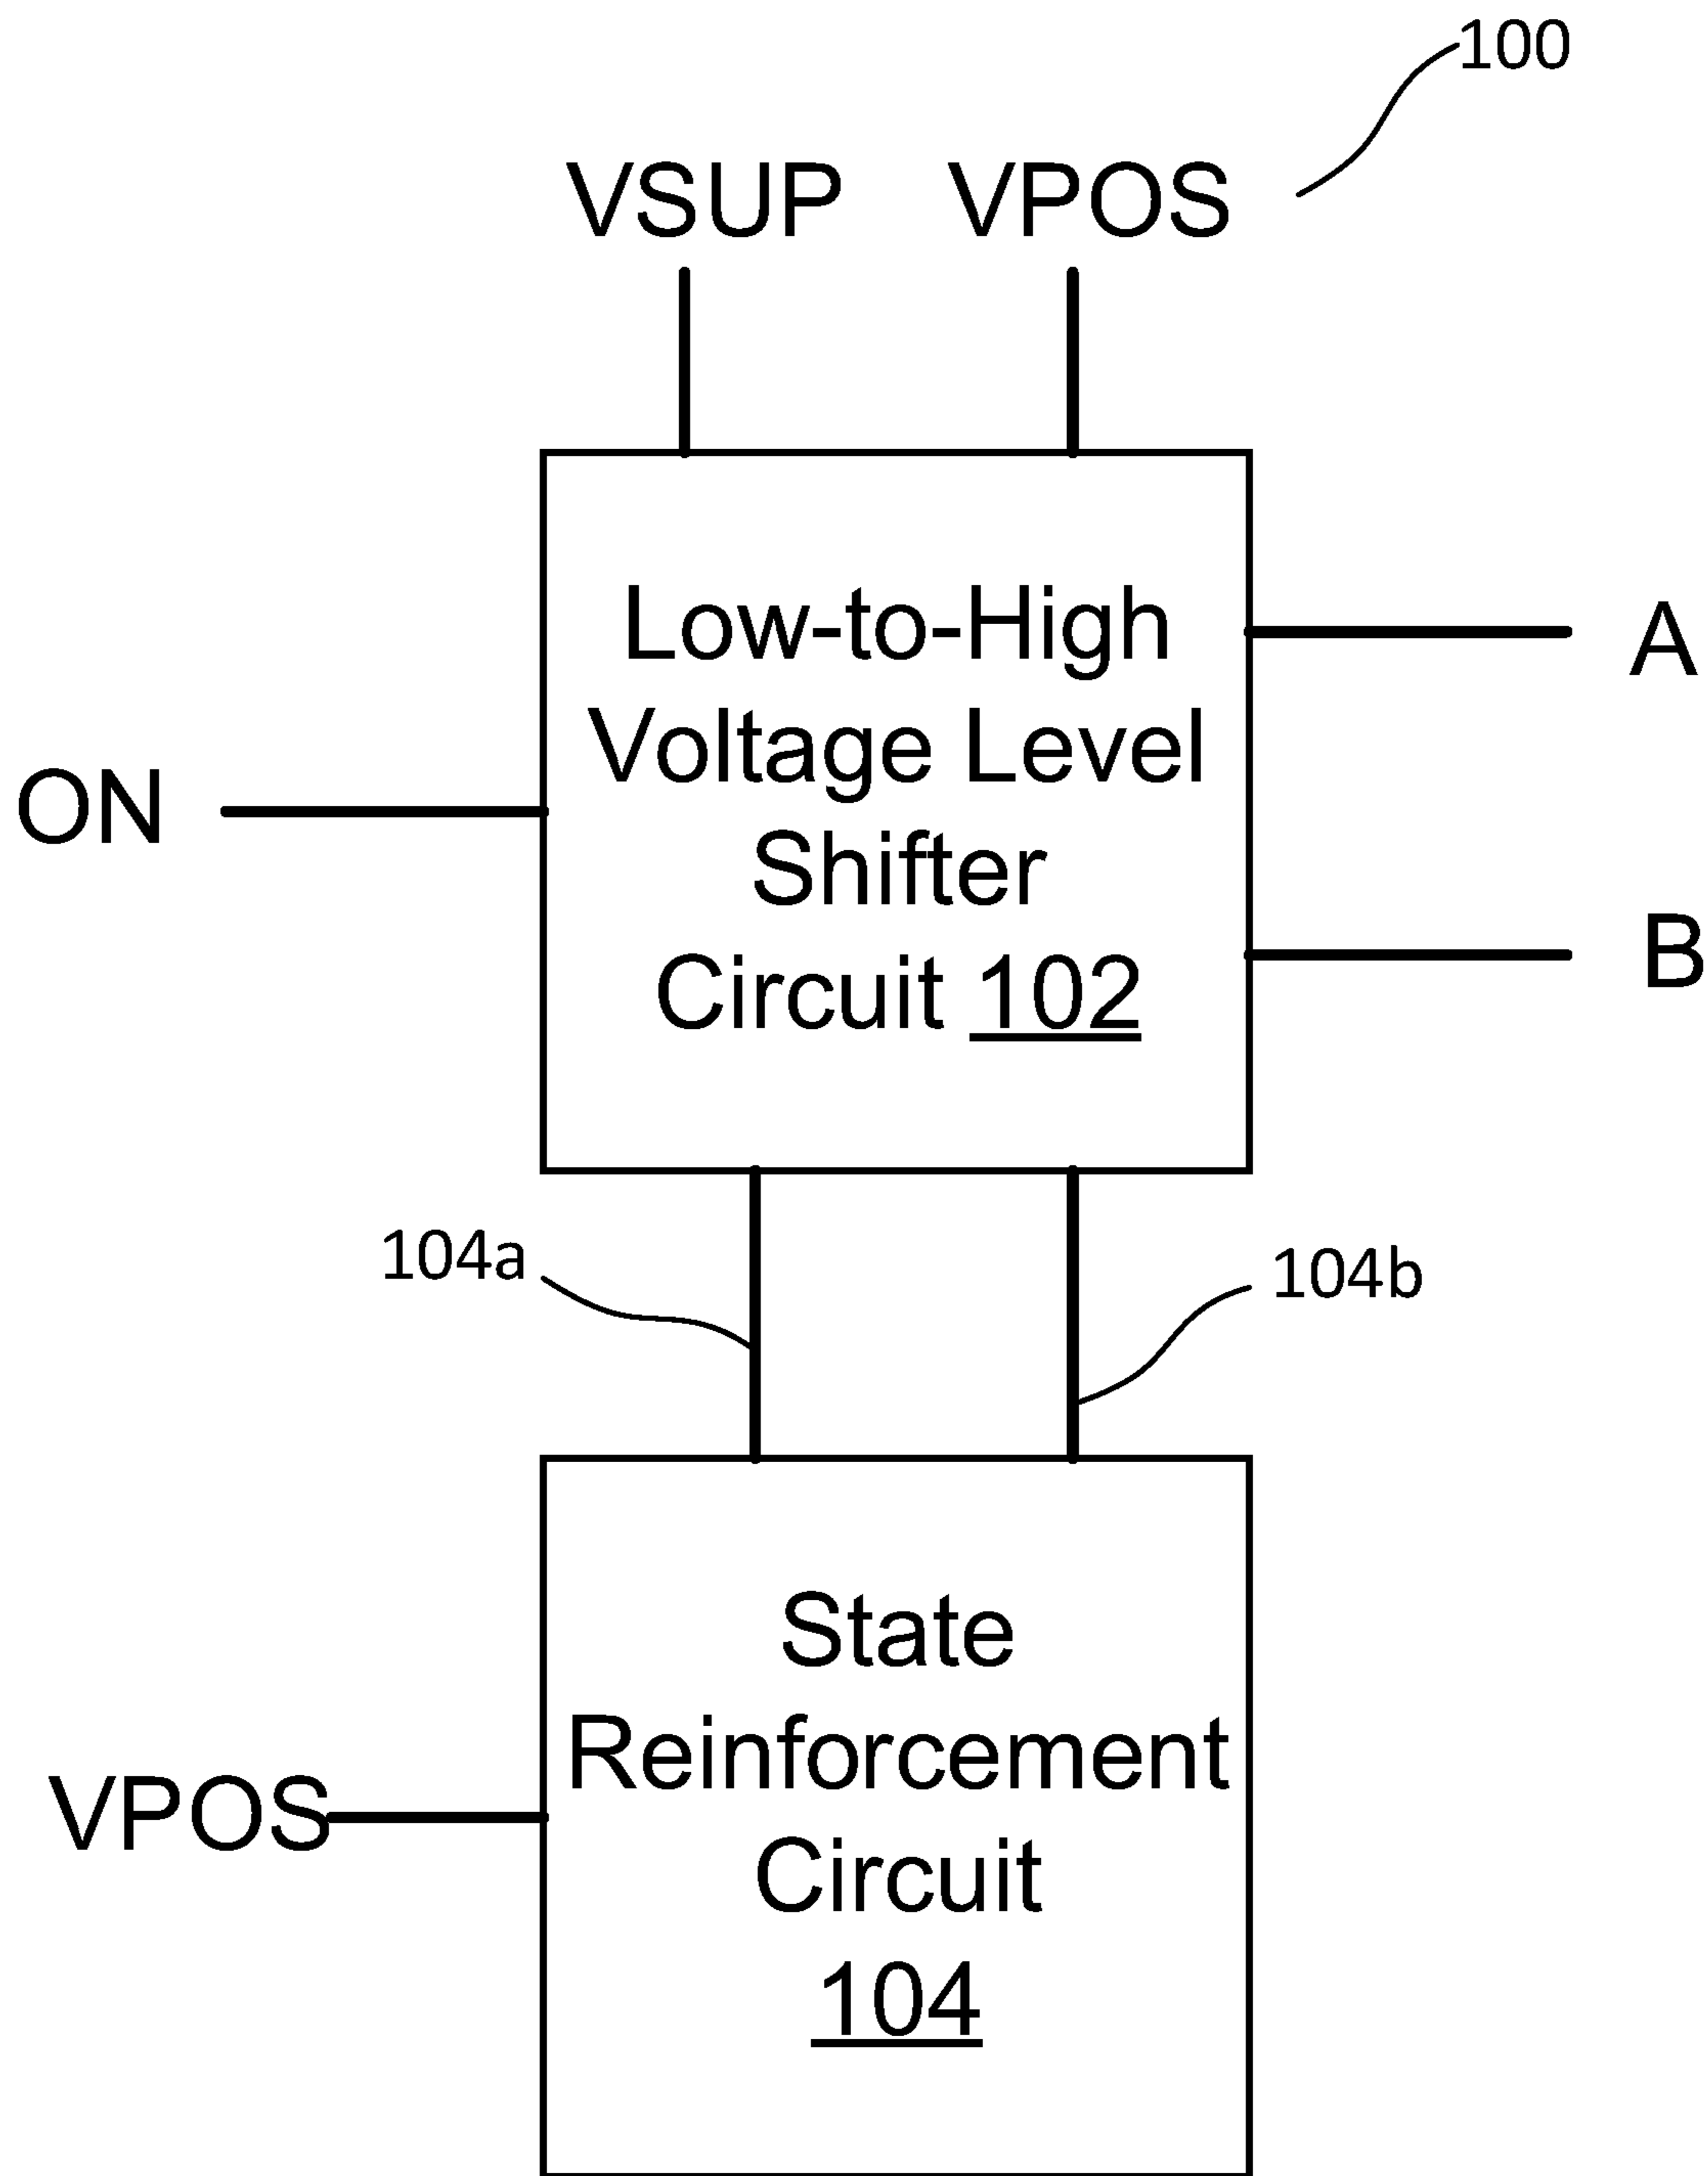 100
VSUP VPOS
Low-to-High
Voltage Level
Shifter
Circuit 102
ON
A
B
104a
104b
State
Reinforcement
Circuit
104
VPOS